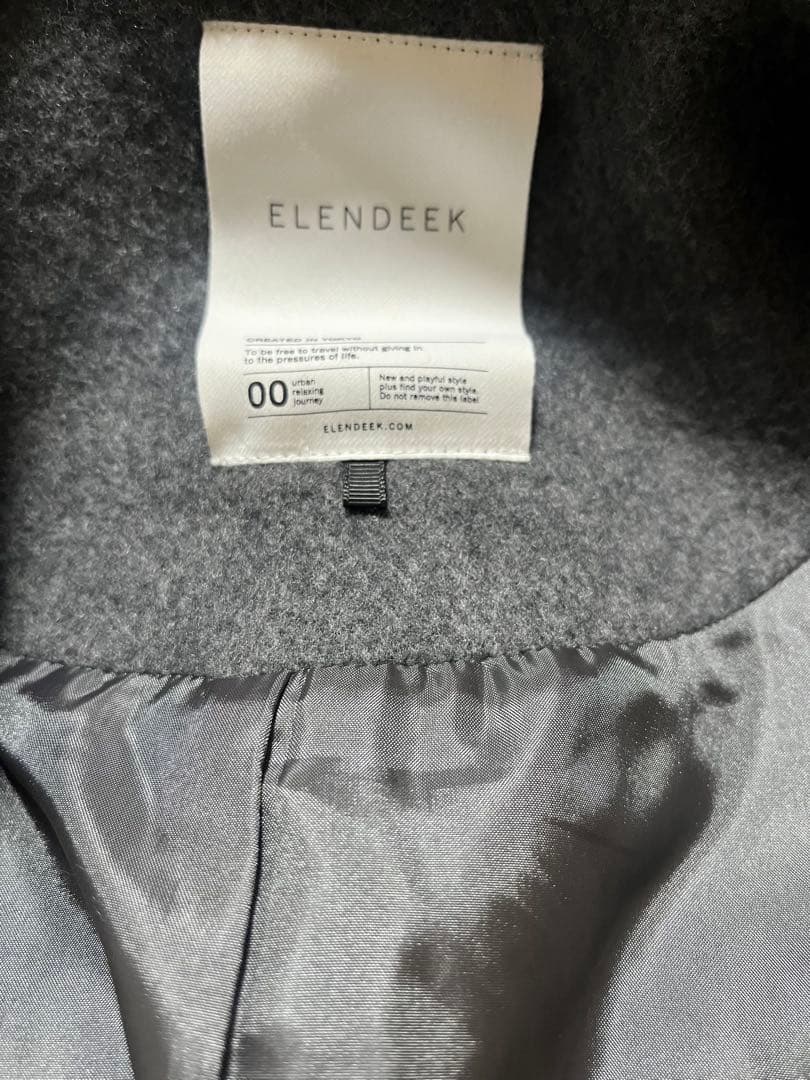 ELENDEEK
CREATED IN TOKYO
To be free to travel without giving in
to the pressures of life.
00
urban
relaxing
journey
New and playful style
plus find your own style.
Do not remove this label
ELENDEEK.COM